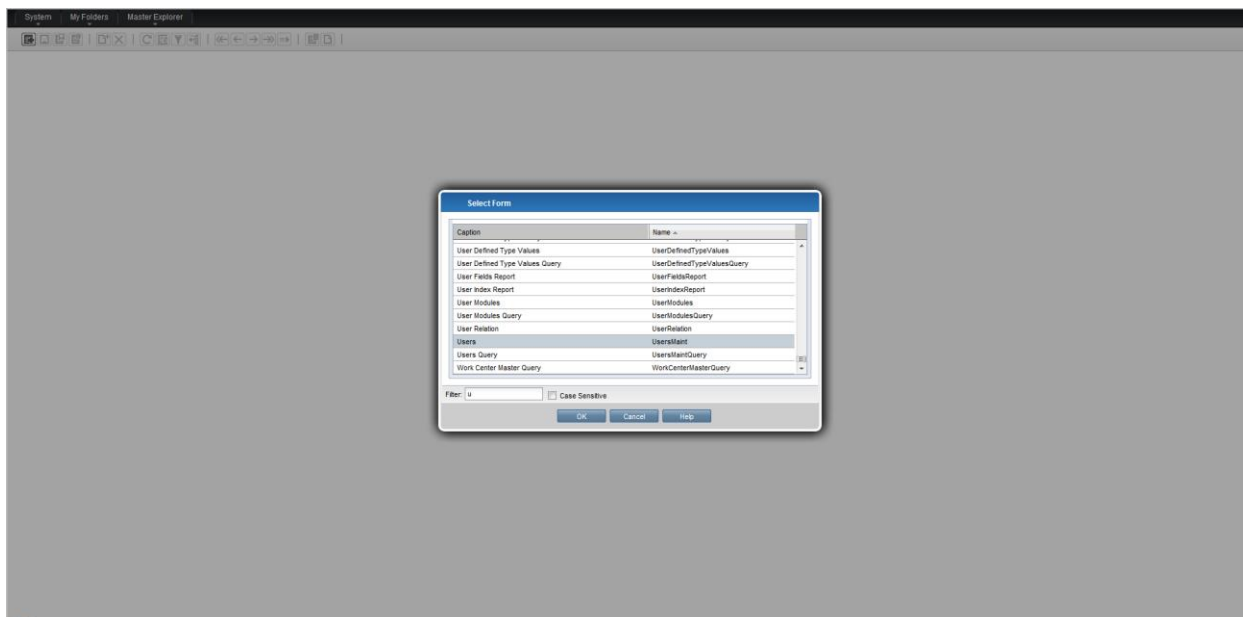 System My Folders Master Explorer
Select Form
Caption Name
User Defined Type Values UserDefinedTypeValues
User Defined Type Values Query UserDefinedTypeValuesQuery
User Fields Report UserFieldsReport
User Index Report UserIndexReport
User Modules UserModules
User Modules Query UserModulesQuery
User Relation UserRelation
Users UsersMaint
Users Query UsersMaintQuery
Work Center Master Query WorkCenterMasterQuery
Filter: u Case Sensitive
OK Cancel Help